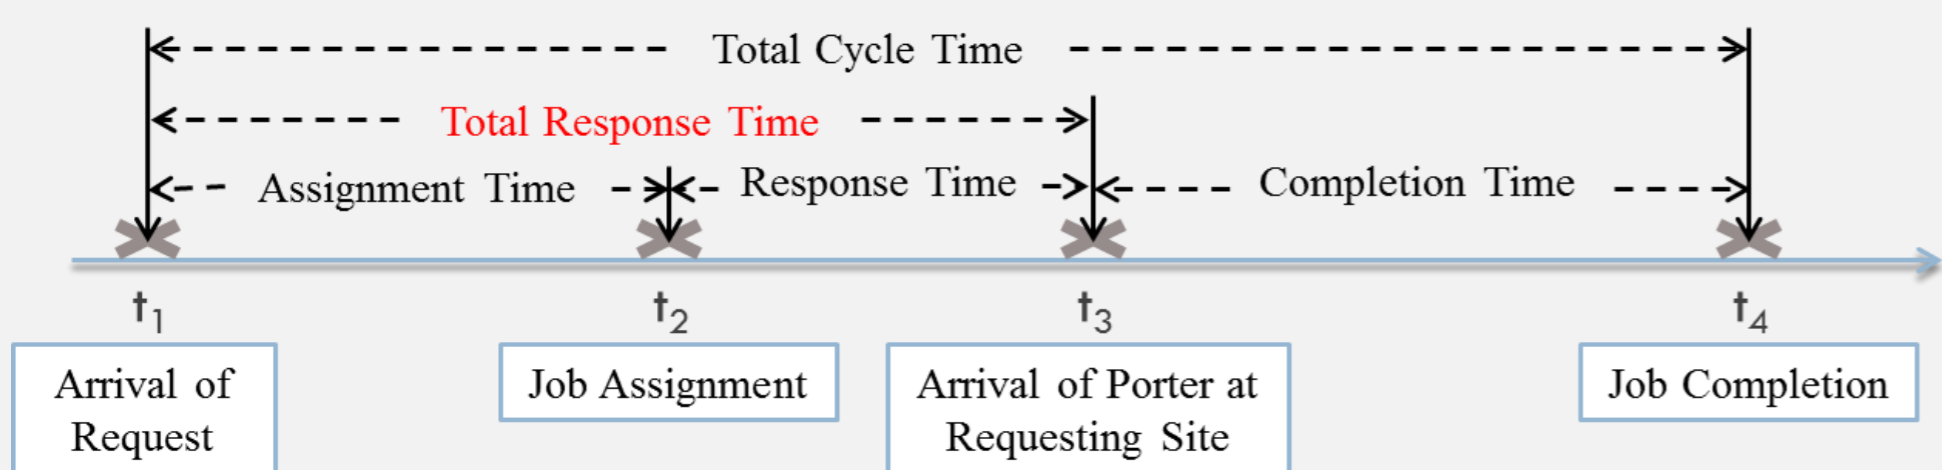 Total Cycle Time
Total Response Time
Assignment Time
Response Time
Completion Time
t1
t2
t3
t4
Arrival of
Request
Job Assignment
Arrival of Porter at
Requesting Site
Job Completion